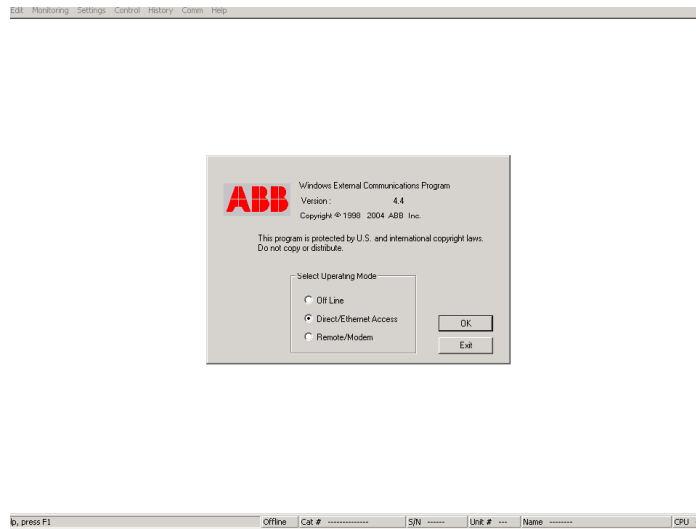 Edit Monitoring Settings Control History Comm Help
ABB
Windows External Communications Program
Version : 4.4
Copyright © 1998 2004 ABB Inc.
This program is protected by U.S. and international copyright laws.
Do not copy or distribute.
Select Operating Mode
Off Line
Direct/Ethernet Access
Remote/Modem
OK
Exit
lp, press F1 Offline Cat # ------------- S/N ------ Unit # --- Name -------- CPU